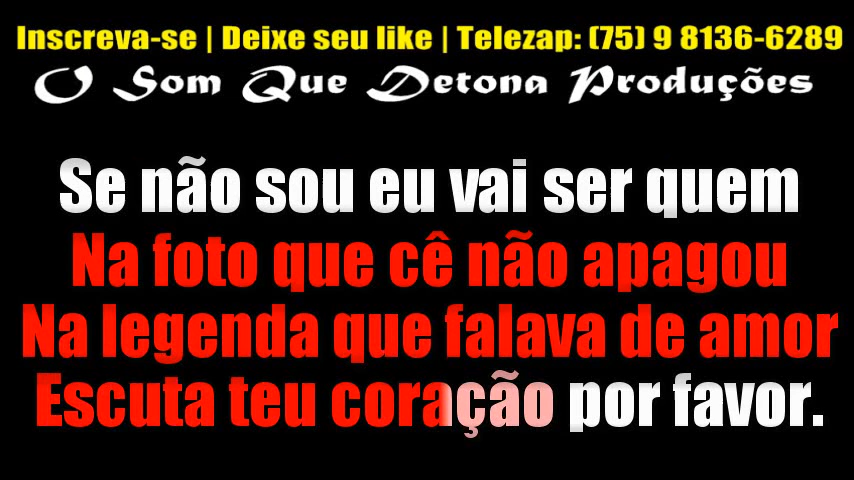 Inscreva-se | Deixe seu like | Telezap: (75) 9 8136-6289
O Som Que Detona Produções
Se não sou eu vai ser quem
Na foto que cê não apagou
Na legenda que falava de amor
Escuta teu coração por favor.